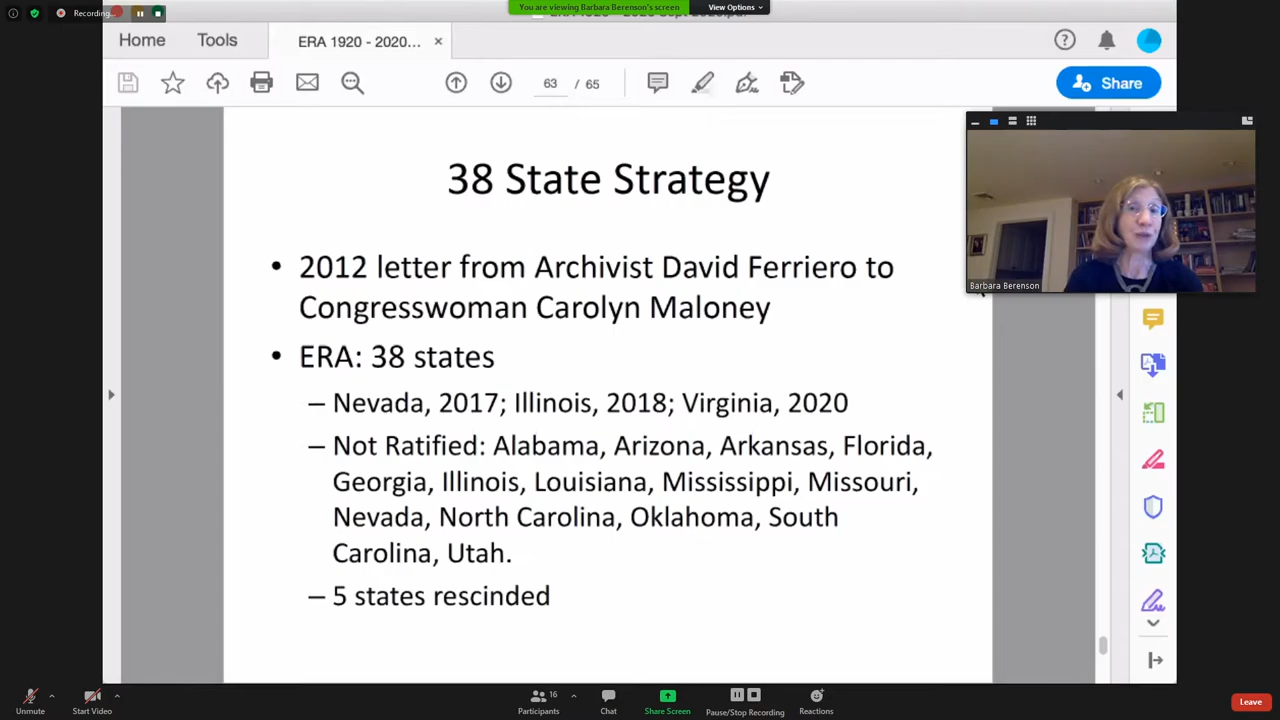 Recording...
You are viewing Barbara Berenson's screen
View Options
Home
Tools
ERA 1920 - 2020...
63 / 65
Share
38 State Strategy
• 2012 letter from Archivist David Ferriero to
Congresswoman Carolyn Maloney
• ERA: 38 states
– Nevada, 2017; Illinois, 2018; Virginia, 2020
– Not Ratified: Alabama, Arizona, Arkansas, Florida,
Georgia, Illinois, Louisiana, Mississippi, Missouri,
Nevada, North Carolina, Oklahoma, South
Carolina, Utah.
– 5 states rescinded
Barbara Berenson
Unmute
Start Video
16
Participants
Chat
Share Screen
Pause/Stop Recording
Reactions
Leave